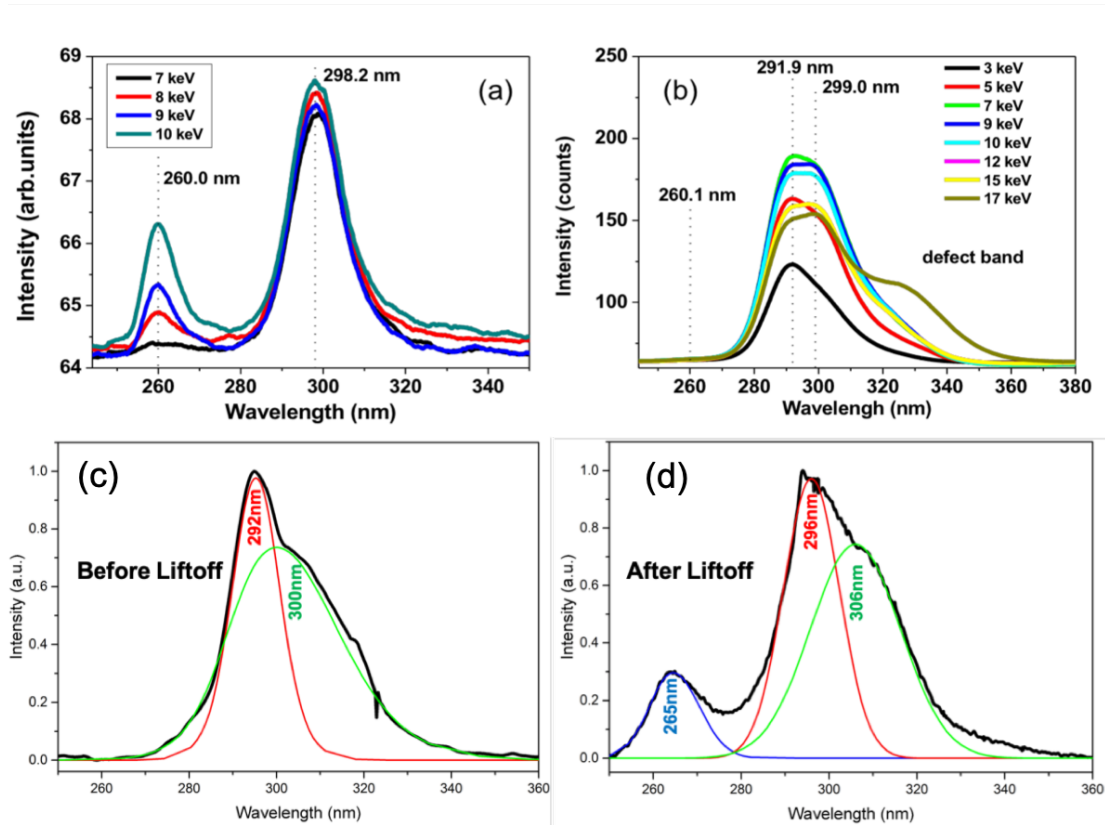 (a)
7 keV
8 keV
9 keV
10 keV
298.2 nm
260.0 nm
Intensity (arb.units)
69
68
67
66
65
64
260
280
300
320
340
Wavelength (nm)
(b)
291.9 nm
299.0 nm
260.1 nm
3 keV
5 keV
7 keV
9 keV
10 keV
12 keV
15 keV
17 keV
defect band
Intensity (counts)
250
200
150
100
260
280
300
320
340
360
380
Wavelength (nm)
(c)
Before Liftoff
292nm
300nm
Intensity (a.u.)
1.0
0.8
0.6
0.4
0.2
0.0
260
280
300
320
340
360
Wavelength (nm)
(d)
After Liftoff
296nm
306nm
265nm
Intensity (a.u.)
1.0
0.8
0.6
0.4
0.2
0.0
260
280
300
320
340
360
Wavelength (nm)